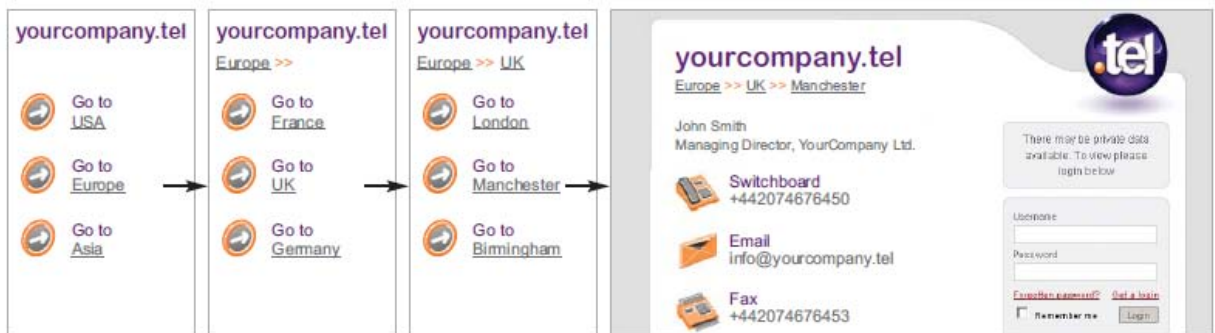 yourcompany.tel
Go to
USA
Go to
Europe
Go to
Asia
yourcompany.tel
Europe >>
Go to
France
Go to
UK
Go to
Germany
yourcompany.tel
Europe >> UK
Go to
London
Go to
Manchester
Go to
Birmingham
yourcompany.tel
Europe >> UK >> Manchester
John Smith
Managing Director, YourCompany Ltd.
Switchboard
+442074676450
Email
info@yourcompany.tel
Fax
+442074676453
.tel
There may be private data
available. To view please
login below
Username
Password
Forgotten password? Get a login
Remember me Login